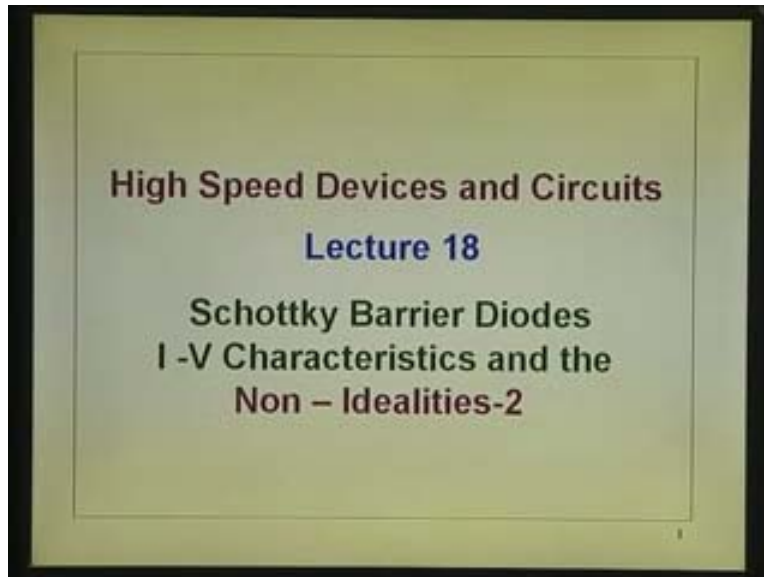 High Speed Devices and Circuits
Lecture 18
Schottky Barrier Diodes
I -V Characteristics and the
Non – Idealities-2
1